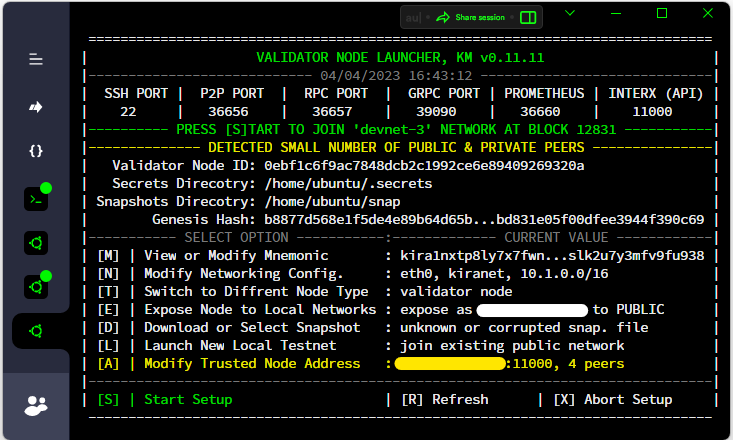 Share session
VALIDATOR NODE LAUNCHER, KM v0.11.11
04/04/2023 16:43:12
SSH PORT | P2P PORT | RPC PORT | GRPC PORT | PROMETHEUS | INTERX (API)
22 | 36656 | 36657 | 39090 | 36660 | 11000
PRESS [S]TART TO JOIN 'devnet-3' NETWORK AT BLOCK 12831
DETECTED SMALL NUMBER OF PUBLIC & PRIVATE PEERS
Validator Node ID: 0ebf1c6f9ac7848dcb2c1992ce6e89409269320a
Secrets Direcotry: /home/ubuntu/.secrets
Snapshots Direcotry: /home/ubuntu/snap
Genesis Hash: b8877d568e1f5de4e89b64d65b...bd831e05f00dfee3944f390c69
SELECT OPTION : CURRENT VALUE
[M] | View or Modify Mnemonic : kira1nxtp8ly7x7fwn...slk2u7y3mfv9fu938
[N] | Modify Networking Config. : eth0, kiranet, 10.1.0.0/16
[T] | Switch to Diffrent Node Type : validator node
[E] | Expose Node to Local Networks : expose as to PUBLIC
[D] | Download or Select Snapshot : unknown or corrupted snap. file
[L] | Launch New Local Testnet : join existing public network
[A] | Modify Trusted Node Address : :11000, 4 peers
[S] | Start Setup | [R] Refresh | [X] Abort Setup